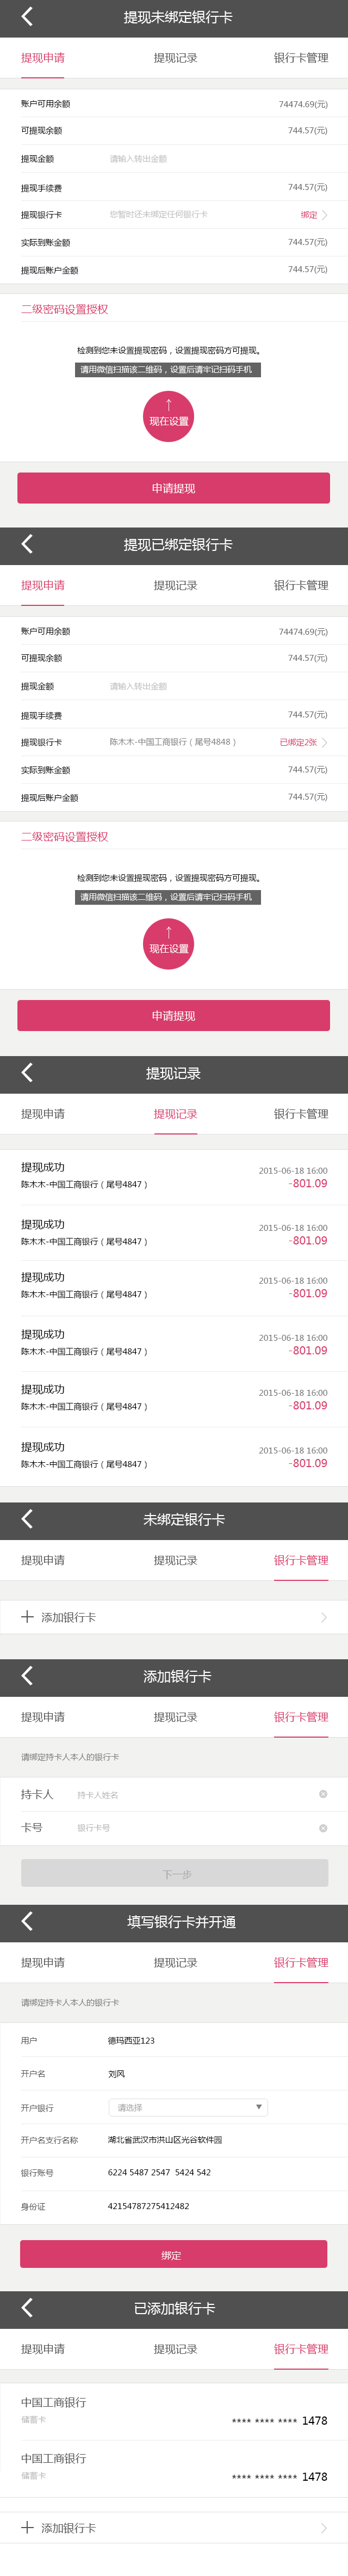 提现未绑定银行卡
提现申请 提现记录 银行卡管理
账户可用余额 74474.69(元)
可提现余额 744.57(元)
提现金额 请输入转出金额
提现手续费 744.57(元)
提现银行卡 您暂时还未绑定任何银行卡 绑定
实际到账金额 744.57(元)
提现后账户金额 744.57(元)
二级密码设置授权
检测到您未设置提现密码，设置提现密码方可提现。
请用微信扫描该二维码，设置后请牢记扫码手机
现在设置
申请提现
提现已绑定银行卡
提现申请 提现记录 银行卡管理
账户可用余额 74474.69(元)
可提现余额 744.57(元)
提现金额 请输入转出金额
提现手续费 744.57(元)
提现银行卡 陈木木-中国工商银行（尾号4848） 已绑定2张
实际到账金额 744.57(元)
提现后账户金额 744.57(元)
二级密码设置授权
检测到您未设置提现密码，设置提现密码方可提现。
请用微信扫描该二维码，设置后请牢记扫码手机
现在设置
申请提现
提现记录
提现申请 提现记录 银行卡管理
提现成功 2015-06-18 16:00
陈木木-中国工商银行（尾号4847） -801.09
提现成功 2015-06-18 16:00
陈木木-中国工商银行（尾号4847） -801.09
提现成功 2015-06-18 16:00
陈木木-中国工商银行（尾号4847） -801.09
提现成功 2015-06-18 16:00
陈木木-中国工商银行（尾号4847） -801.09
提现成功 2015-06-18 16:00
陈木木-中国工商银行（尾号4847） -801.09
提现成功 2015-06-18 16:00
陈木木-中国工商银行（尾号4847） -801.09
未绑定银行卡
提现申请 提现记录 银行卡管理
添加银行卡
添加银行卡
提现申请 提现记录 银行卡管理
请绑定持卡人本人的银行卡
持卡人 持卡人姓名
卡号 银行卡号
下一步
填写银行卡并开通
提现申请 提现记录 银行卡管理
请绑定持卡人本人的银行卡
用户 德玛西亚123
开户名 刘风
开户银行 请选择
开户名支行名称 湖北省武汉市洪山区光谷软件园
银行账号 6224 5487 2547 5424 542
身份证 42154787275412482
绑定
已添加银行卡
提现申请 提现记录 银行卡管理
中国工商银行
储蓄卡 **** **** **** 1478
中国工商银行
储蓄卡 **** **** **** 1478
添加银行卡